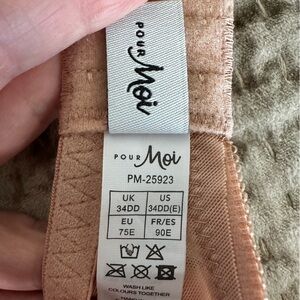 POUR
Moi
POUR Moi
PM-25923
UK US
34DD 34DD(E)
EU FR/ES
75E 90E
WASH LIKE
COLOURS TOGETHER